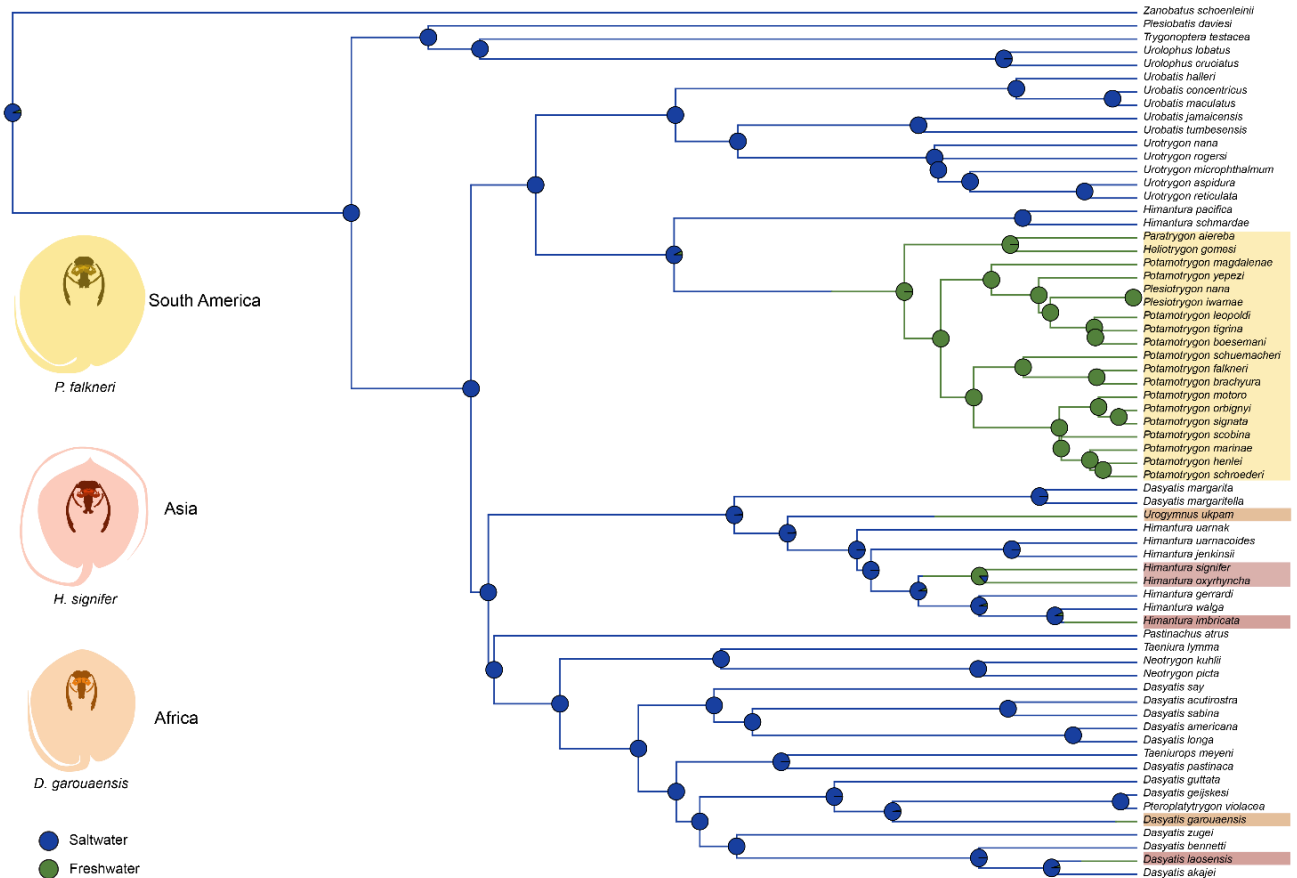 Zanobatus schoenleinii
Plesiobatis daviesi
Trygonoptera testacea
Urolophus lobatus
Urolophus cruciatus
Urobatis halleri
Urobatis concentricus
Urobatis maculatus
Urobatis jamaicensis
Urobatis tumbesensis
Urotrygon nana
Urotrygon rogersi
Urotrygon microphthalmum
Urotrygon aspidura
Urotrygon reticulata
Himantura pacifica
Himantura schmardae
Paratrygon aiereba
Heliotrygon gomesi
Potamotrygon magdalenae
Potamotrygon yepezi
Plesiotrygon nana
Plesiotrygon iwamae
Potamotrygon leopoldi
Potamotrygon tigrina
Potamotrygon boesemani
Potamotrygon schuemacheri
Potamotrygon falkneri
Potamotrygon brachyura
Potamotrygon motoro
Potamotrygon orbignyi
Potamotrygon signata
Potamotrygon scobina
Potamotrygon marinae
Potamotrygon henlei
Potamotrygon schroederi
Dasyatis margarita
Dasyatis margaritella
Urogymnus ukpam
Himantura uarnak
Himantura uarnacoides
Himantura jenkinsii
Himantura signifer
Himantura oxyrhyncha
Himantura gerrardi
Himantura walga
Himantura imbricata
Pastinachus atrus
Taeniura lymma
Neotrygon kuhlii
Neotrygon picta
Dasyatis say
Dasyatis acutirostra
Dasyatis sabina
Dasyatis americana
Dasyatis longa
Taeniurops meyeni
Dasyatis pastinaca
Dasyatis guttata
Dasyatis geijskesi
Pteroplatytrygon violacea
Dasyatis garouaensis
Dasyatis zugei
Dasyatis bennetti
Dasyatis laosensis
Dasyatis akajei
South America
P. falkneri
Asia
H. signifer
Africa
D. garouaensis
Saltwater
Freshwater